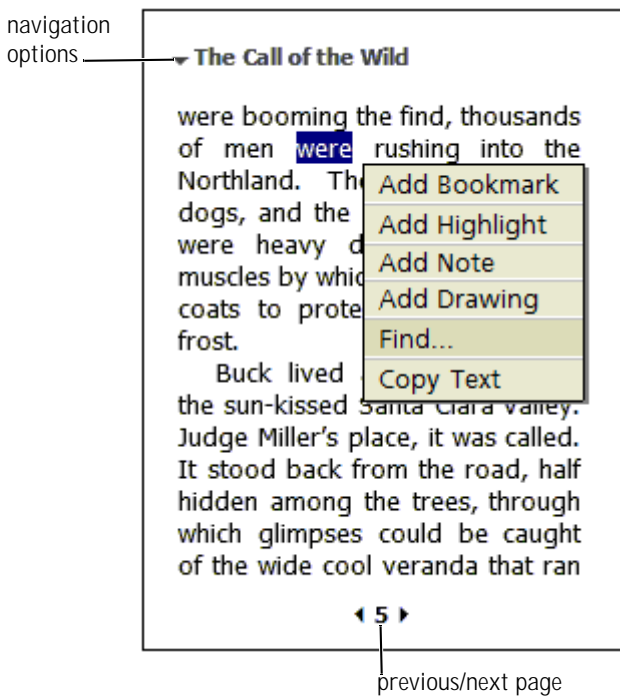 navigation
options
The Call of the Wild
were booming the find, thousands
of men were rushing into the
Northland. The
dogs, and the
were heavy d
muscles by whic
coats to prote
frost.
Add Bookmark
Add Highlight
Add Note
Add Drawing
Find...
Copy Text
Buck lived
the sun-kissed Santa Clara valley.
Judge Miller's place, it was called.
It stood back from the road, half
hidden among the trees, through
which glimpses could be caught
of the wide cool veranda that ran
5
previous/next page